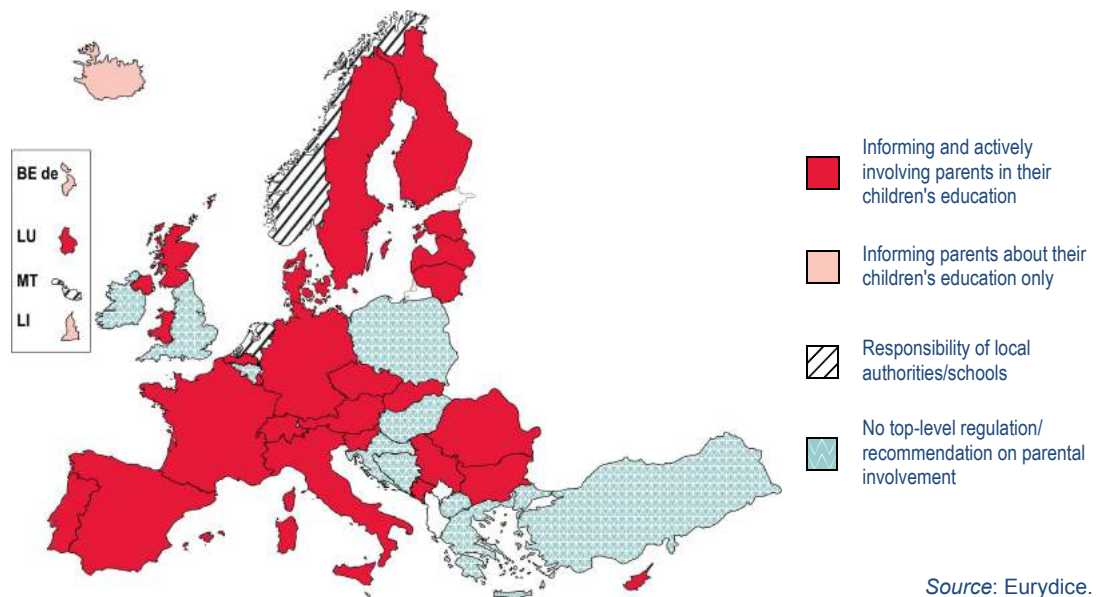 BE de
LU
MT
LI
Informing and actively
involving parents in their
children's education
Informing parents about their
children's education only
Responsibility of local
authorities/schools
No top-level regulation/
recommendation on parental
involvement
Source: Eurydice.